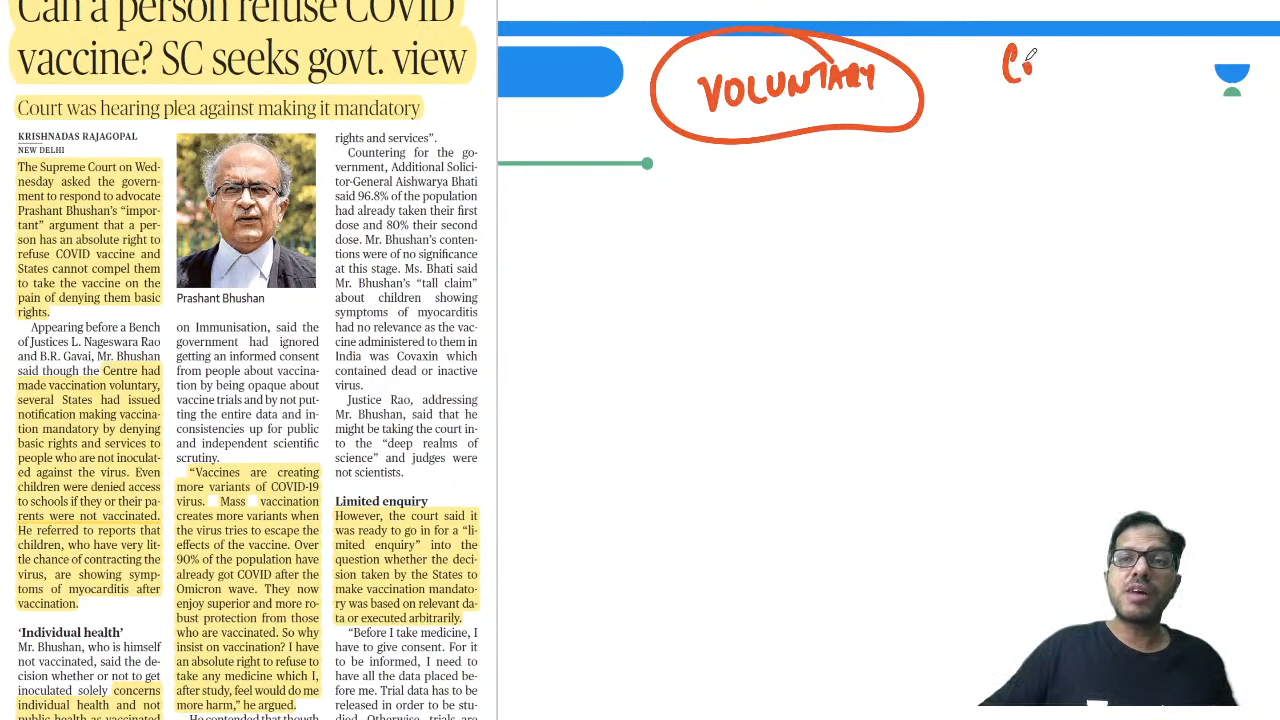 Can a person refuse COVID
vaccine? SC seeks govt. view
Court was hearing plea against making it mandatory
KRISHNADAS RAJAGOPAL
NEW DELHI
The Supreme Court on Wed-
nesday asked the govern-
ment to respond to advocate
Prashant Bhushan's “impor-
tant” argument that a per-
son has an absolute right to
refuse COVID vaccine and
States cannot compel them
to take the vaccine on the
pain of denying them basic
rights.
Appearing before a Bench
of Justices L. Nageswara Rao
and B.R. Gavai, Mr. Bhushan
said though the Centre had
made vaccination voluntary,
several States had issued
notification making vaccina-
tion mandatory by denying
basic rights and services to
people who are not inoculat-
ed against the virus. Even
children were denied access
to schools if they or their pa-
rents were not vaccinated.
He referred to reports that
children, who have very lit-
tle chance of contracting the
virus, are showing symp-
toms of myocarditis after
vaccination.
‘Individual health’
Mr. Bhushan, who is himself
not vaccinated, said the de-
cision whether or not to get
inoculated solely concerns
individual health and not
public health as vaccinated
Prashant Bhushan
on Immunisation, said the
government had ignored
getting an informed consent
from people about vaccina-
tion by being opaque about
vaccine trials and by not put-
ting the entire data and in-
consistencies up for public
and independent scientific
scrutiny.
“Vaccines are creating
more variants of COVID-19
virus. Mass vaccination
creates more variants when
the virus tries to escape the
effects of the vaccine. Over
90% of the population have
already got COVID after the
Omicron wave. They now
enjoy superior and more ro-
bust protection from those
who are vaccinated. So why
insist on vaccination? I have
an absolute right to refuse to
take any medicine which I,
after study, feel would do me
more harm,” he argued.
He contended that though
rights and services”.
Countering for the go-
vernment, Additional Solici-
tor-General Aishwarya Bhati
said 96.8% of the population
had already taken their first
dose and 80% their second
dose. Mr. Bhushan's conten-
tions were of no significance
at this stage. Ms. Bhati said
Mr. Bhushan's “tall claim”
about children showing
symptoms of myocarditis
had no relevance as the vac-
cine administered to them in
India was Covaxin which
contained dead or inactive
virus.
Justice Rao, addressing
Mr. Bhushan, said that he
might be taking the court in-
to the “deep realms of
science” and judges were
not scientists.
Limited enquiry
However, the court said it
was ready to go in for a “li-
mited enquiry” into the
question whether the deci-
sion taken by the States to
make vaccination mandato-
ry was based on relevant da-
ta or executed arbitrarily.
“Before I take medicine, I
have to give consent. For it
to be informed, I need to
have all the data placed be-
fore me. Trial data has to be
released in order to be stu-
died. Otherwise, trials are
VOLUNTARY